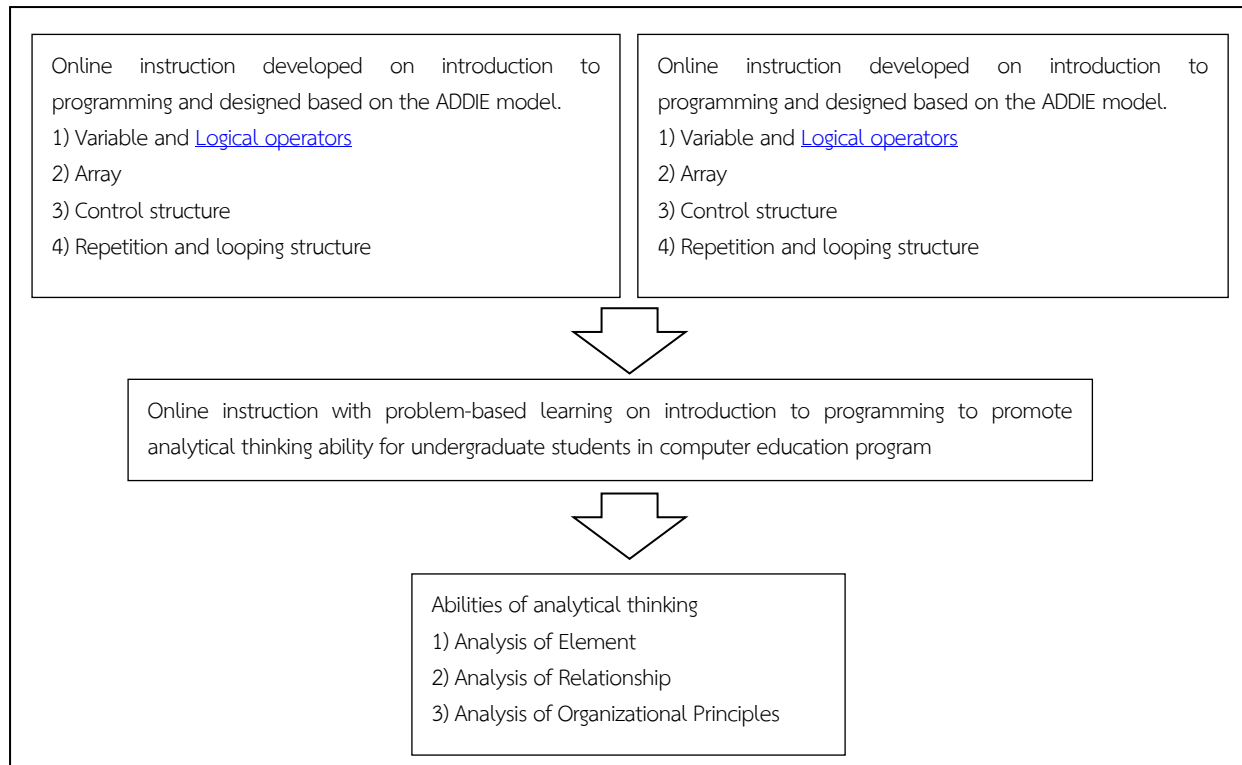 Online instruction developed on introduction to
programming and designed based on the ADDIE model.
1) Variable and Logical operators
2) Array
3) Control structure
4) Repetition and looping structure
Online instruction developed on introduction to
programming and designed based on the ADDIE model.
1) Variable and Logical operators
2) Array
3) Control structure
4) Repetition and looping structure
Online instruction with problem-based learning on introduction to programming to promote
analytical thinking ability for undergraduate students in computer education program
Abilities of analytical thinking
1) Analysis of Element
2) Analysis of Relationship
3) Analysis of Organizational Principles